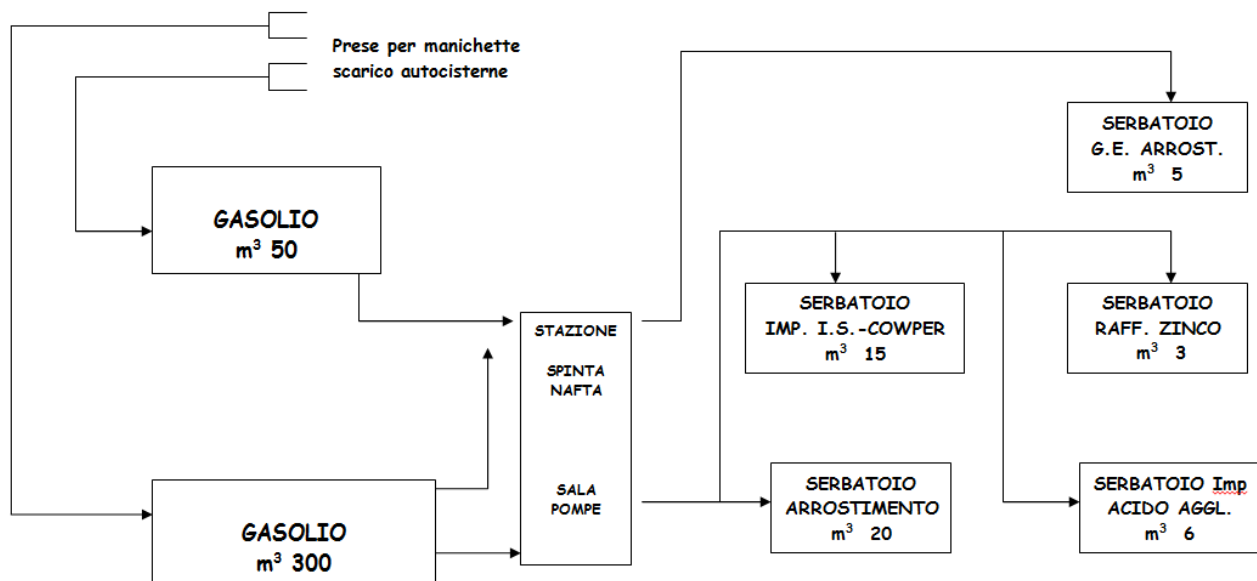 Prese per manichette
scarico autocisterne
SERBATOIO
G.E. ARROST.
m³ 5
GASOLIO
m³ 50
STAZIONE
SPINTA
NAFTA
SALA
POMPE
SERBATOIO
IMP. I.S.-COWPER
m³ 15
SERBATOIO
RAFF. ZINCO
m³ 3
GASOLIO
m³ 300
SERBATOIO
ARROSTIMENTO
m³ 20
SERBATOIO Imp
ACIDO AGGL.
m³ 6